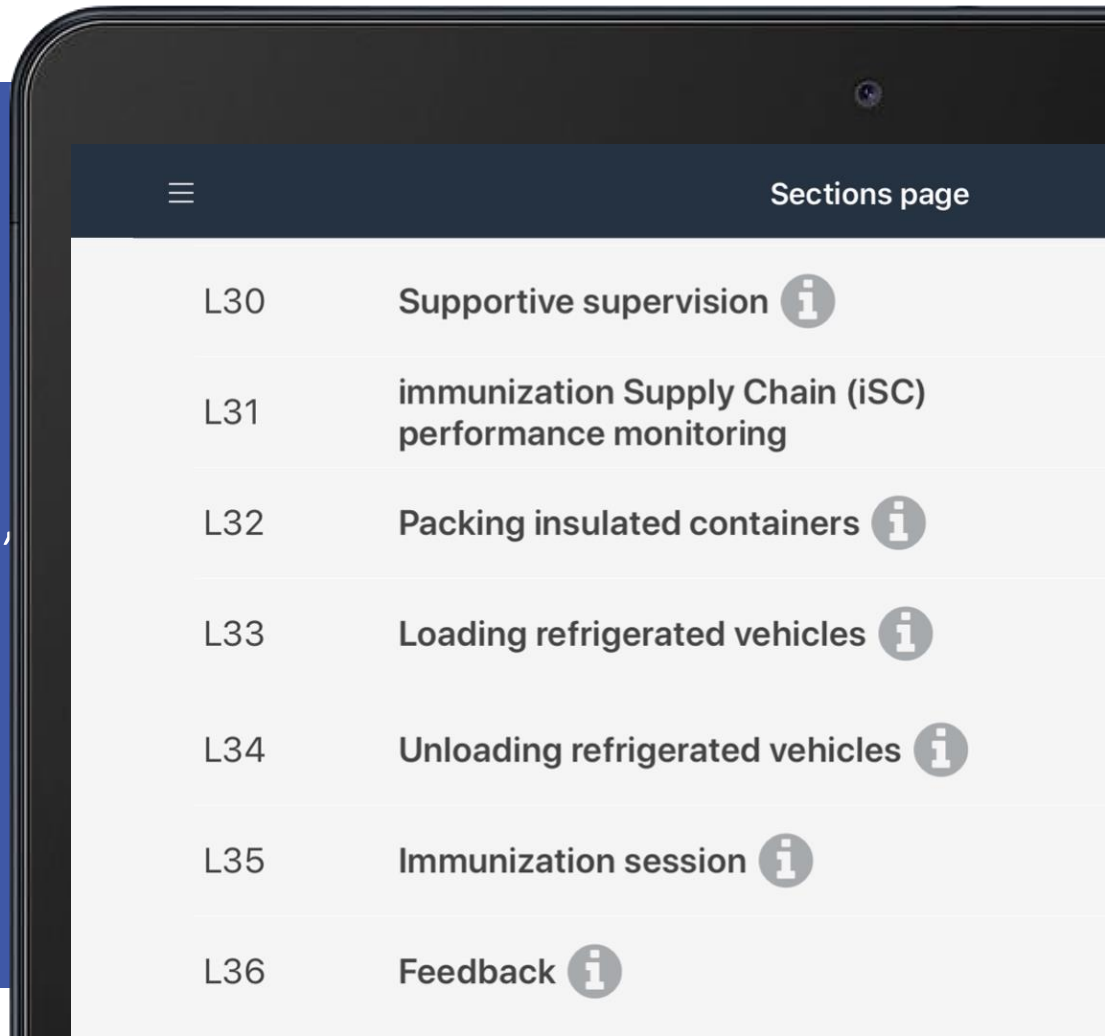 Sections page
L30 Supportive supervision
L31 immunization Supply Chain (iSC)
performance monitoring
L32 Packing insulated containers
L33 Loading refrigerated vehicles
L34 Unloading refrigerated vehicles
L35 Immunization session
L36 Feedback
,